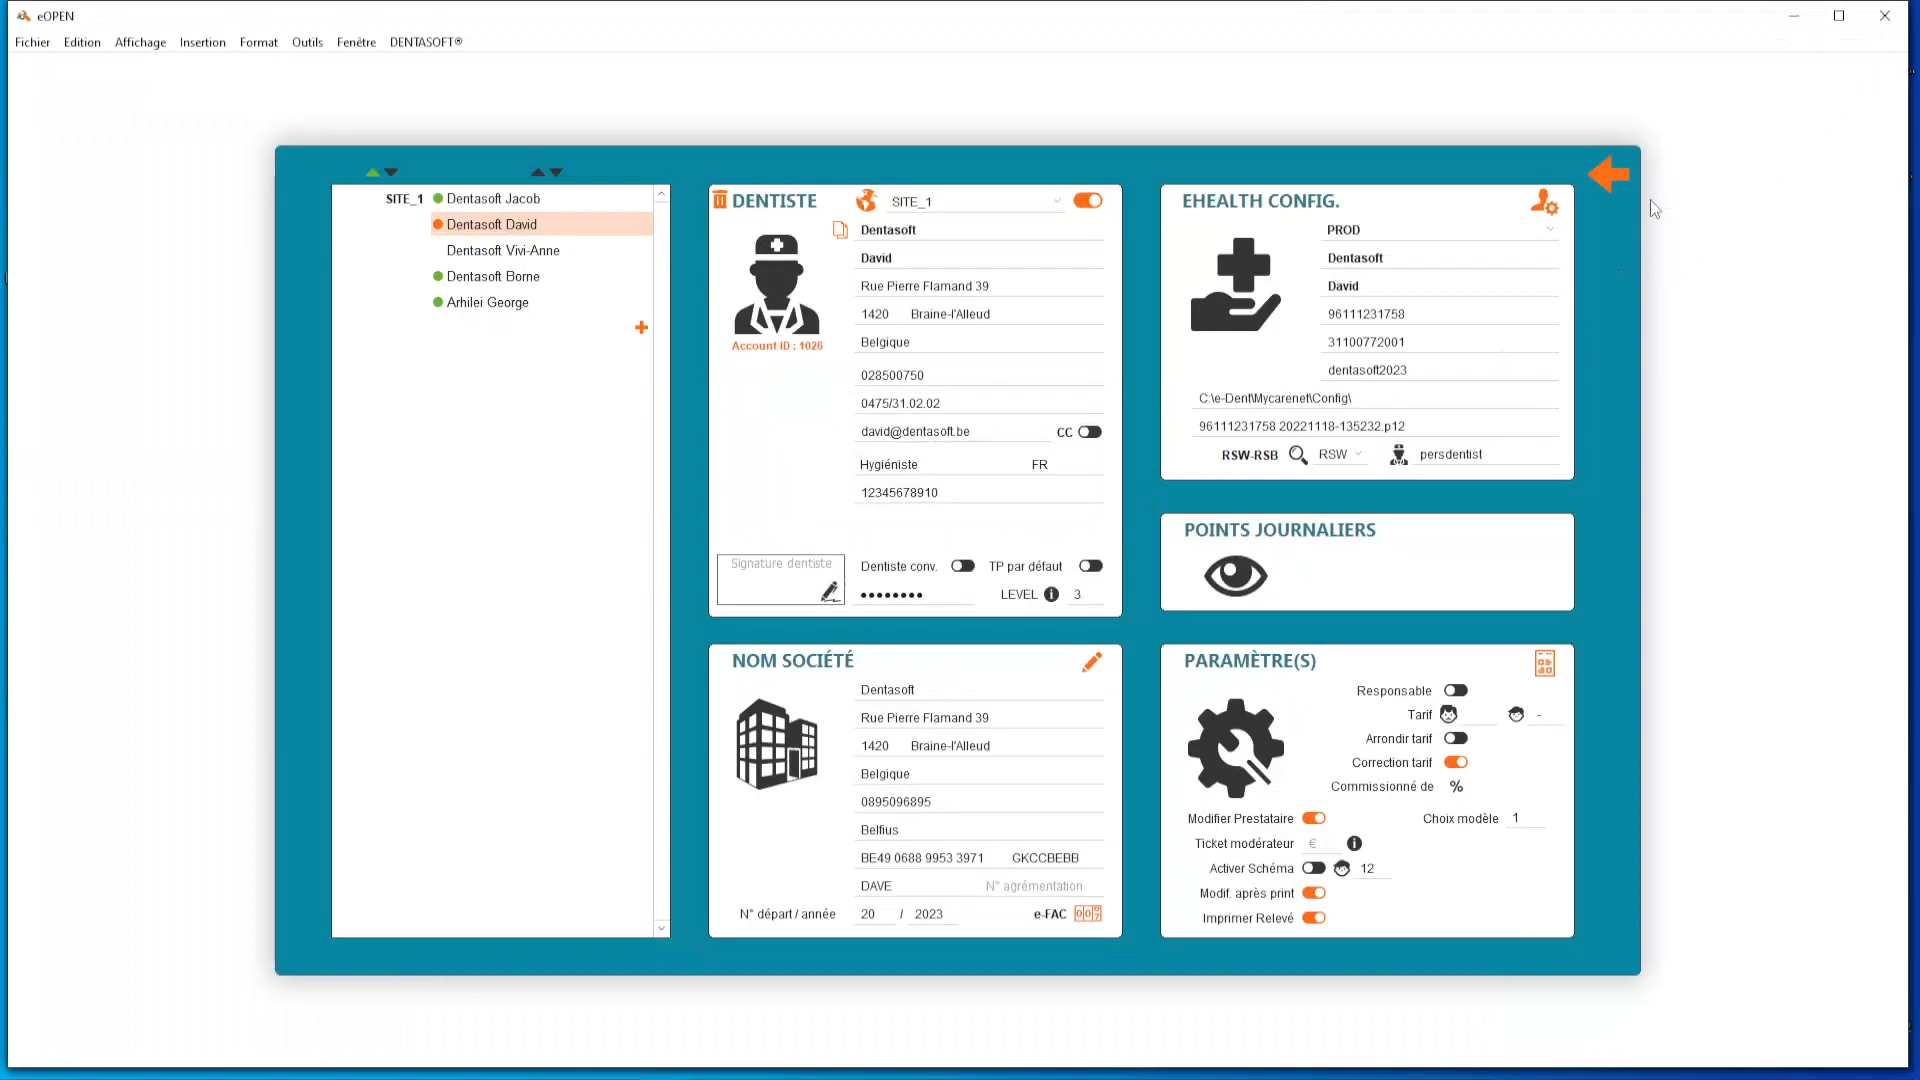 eOPEN
Fichier Edition Affichage Insertion Format Outils Fenêtre DENTASOFT®
SITE_1 Dentasoft Jacob
Dentasoft David
Dentasoft Vivi-Anne
Dentasoft Borne
Arhilei George
DENTISTE SITE_1
Dentasoft
David
Rue Pierre Flamand 39
1420 Braine-l'Alleud
Account ID : 1026
Belgique
028500750
0475/31.02.02
david@dentasoft.be CC
Hygiéniste FR
12345678910
Signature dentiste
Dentiste conv. TP par défaut
•••••••• LEVEL 3
NOM SOCIÉTÉ
Dentasoft
Rue Pierre Flamand 39
1420 Braine-l'Alleud
Belgique
0895096895
Belfius
BE49 0688 9953 3971 GKCCBEBB
DAVE N° agrémentation
N° départ / année 20 / 2023 e-FAC
EHEALTH CONFIG.
PROD
Dentasoft
David
96111231758
31100772001
dentasoft2023
C:\e-Dent\Mycarenet\Config\
96111231758 20221118-135232.p12
RSW-RSB RSW persdentist
POINTS JOURNALIERS
PARAMÈTRE(S)
Responsable
Tarif -
Arrondir tarif
Correction tarif
Commissionné de %
Modifier Prestataire Choix modèle 1
Ticket modérateur €
Activer Schéma 12
Modif. après print
Imprimer Relevé